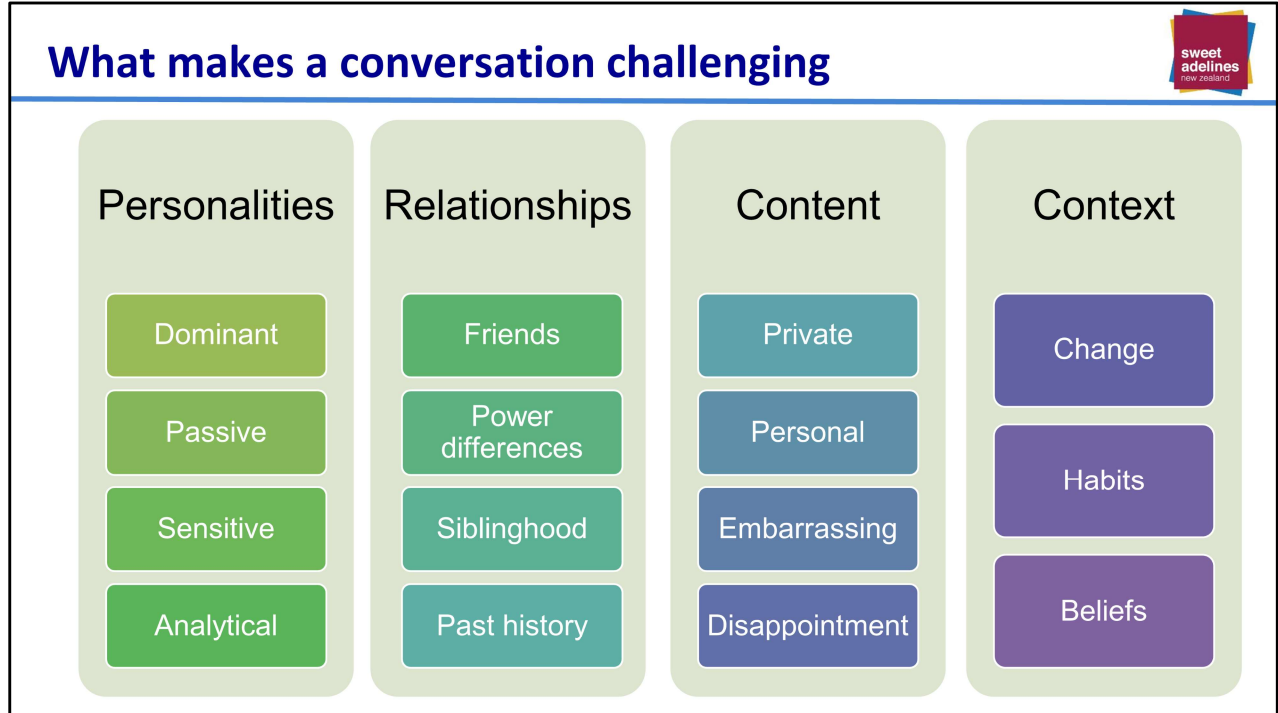 What makes a conversation challenging
sweet
adelines
new zealand
Personalities
Dominant
Passive
Sensitive
Analytical
Relationships
Friends
Power
differences
Siblinghood
Past history
Content
Private
Personal
Embarrassing
Disappointment
Context
Change
Habits
Beliefs